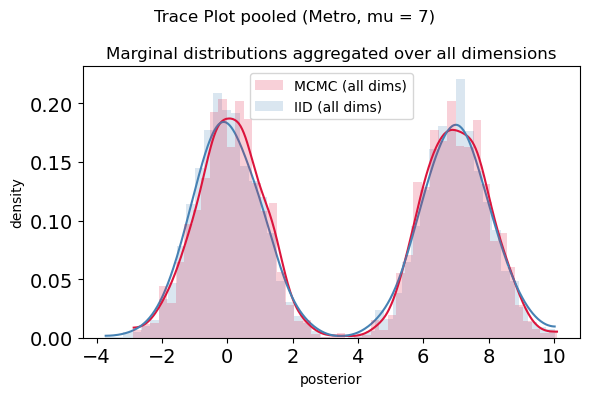 Trace Plot pooled (Metro, mu = 7)
Marginal distributions aggregated over all dimensions
MCMC (all dims)
IID (all dims)
density
0.20
0.15
0.10
0.05
0.00
−4 −2 0 2 4 6 8 10
posterior